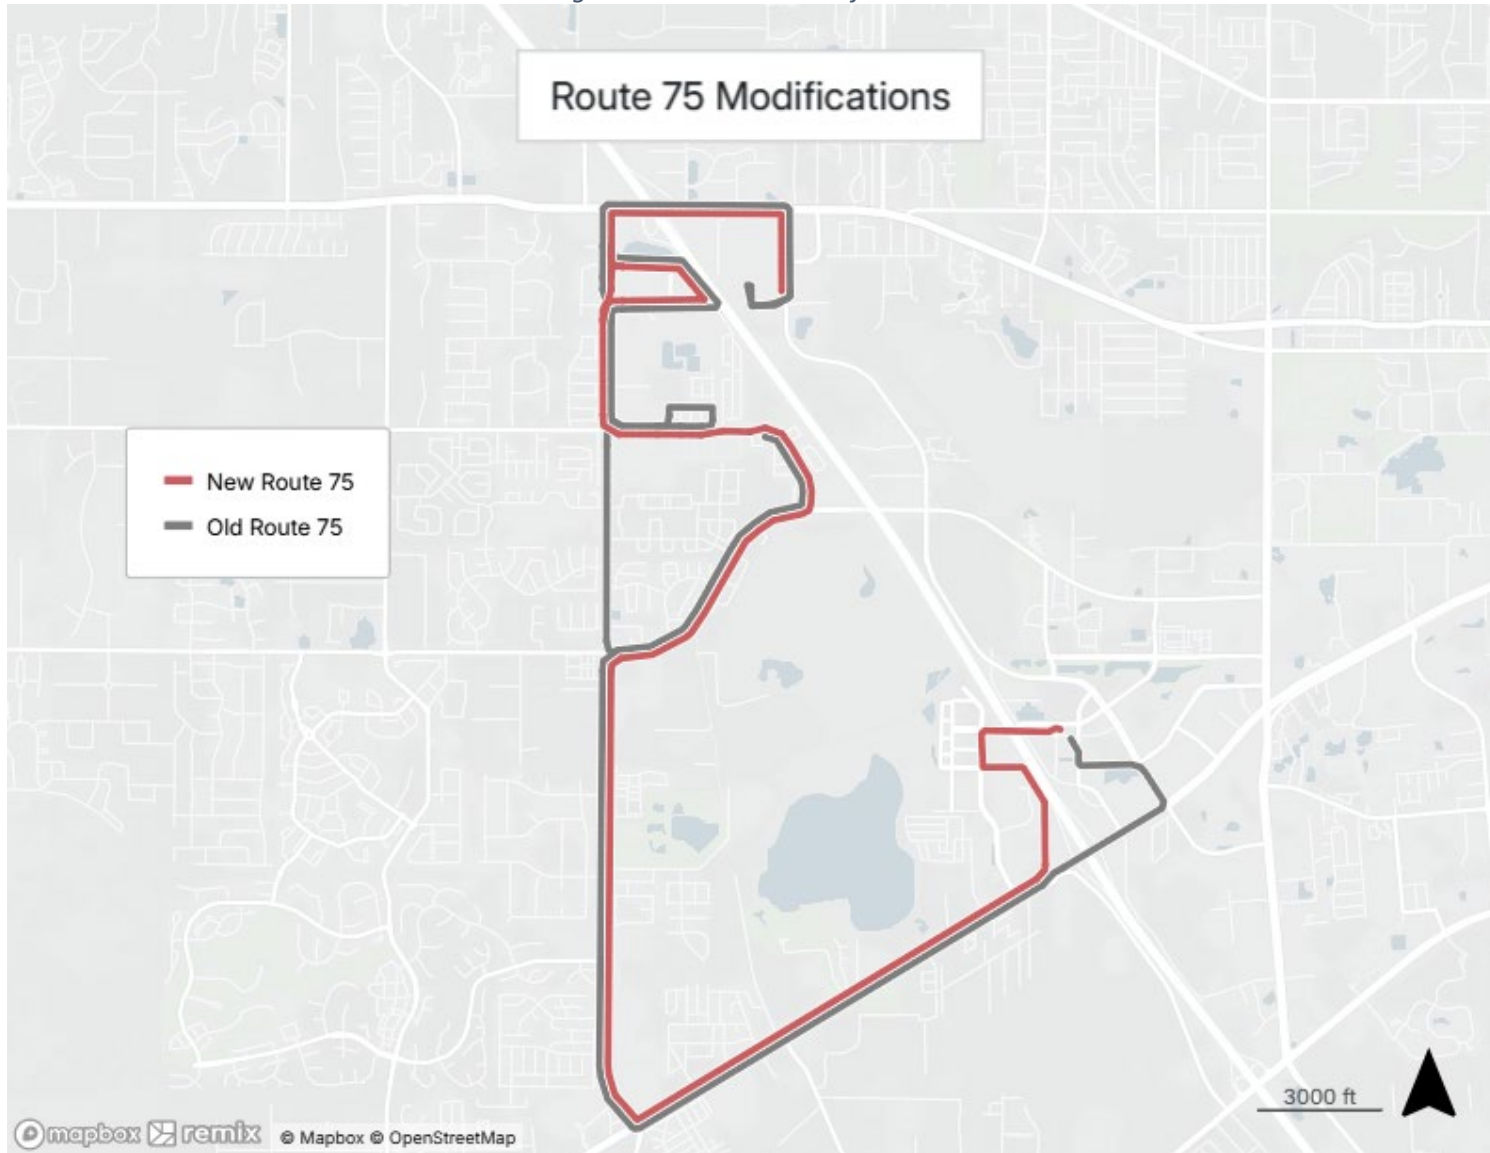 Route 75 Modifications
New Route 75
Old Route 75
3000 ft
mapbox remix © Mapbox © OpenStreetMap